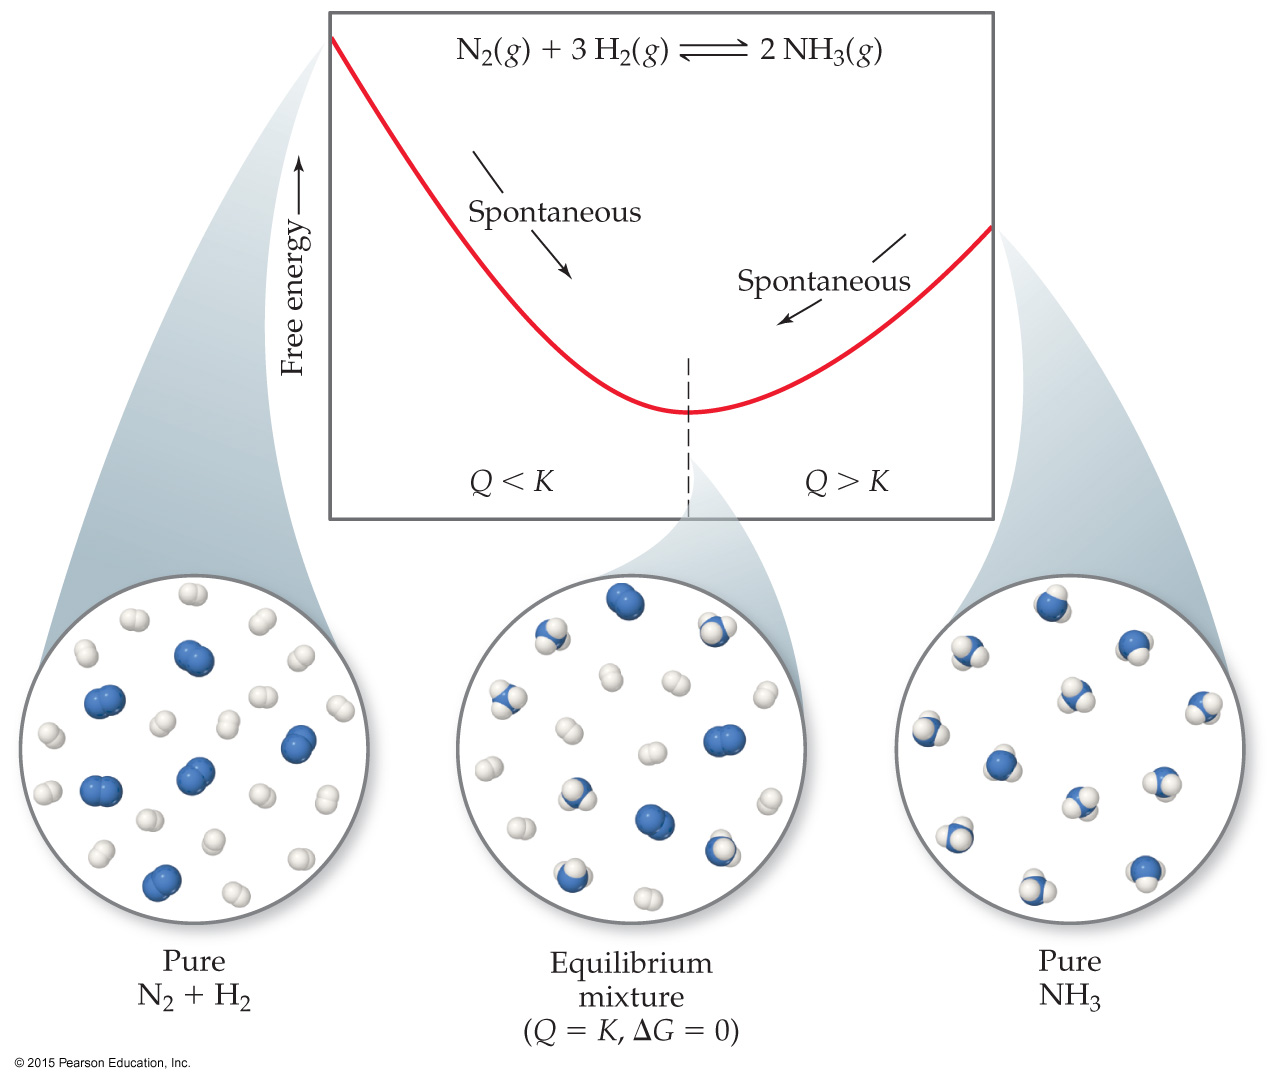 N₂(g) + 3 H₂(g) ⇌ 2 NH₃(g)
Free energy →
Spontaneous
Spontaneous
Q < K
Q > K
Pure
N₂ + H₂
Equilibrium
mixture
(Q = K, ΔG = 0)
Pure
NH₃
© 2015 Pearson Education, Inc.